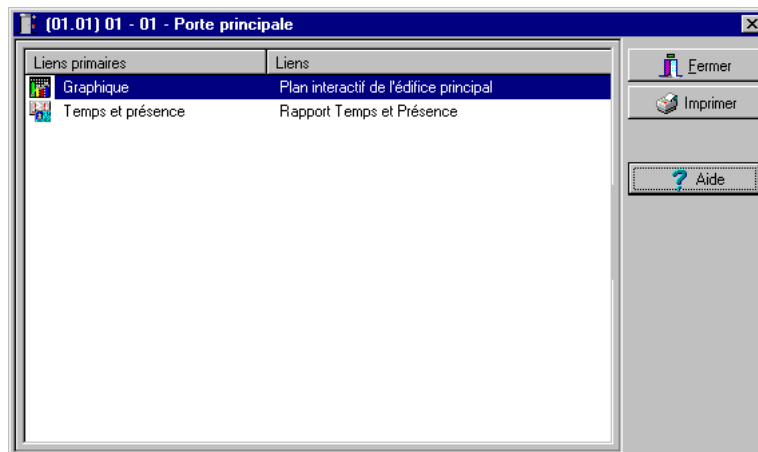 (01.01) 01 - 01 - Porte principale
Liens primaires Liens
Graphique Plan interactif de l'édifice principal
Temps et présence Rapport Temps et Présence
Fermer
Imprimer
Aide